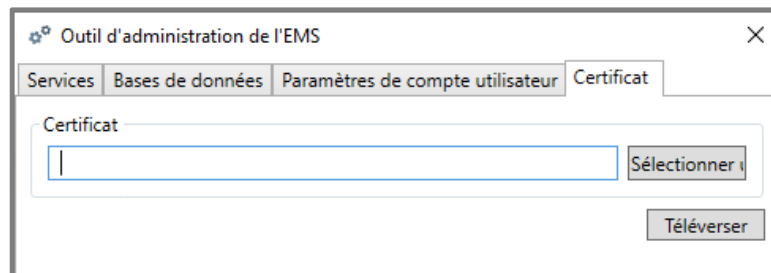 Outil d'administration de l'EMS
Services Bases de données Paramètres de compte utilisateur Certificat
Certificat
Sélectionner
Téléverser